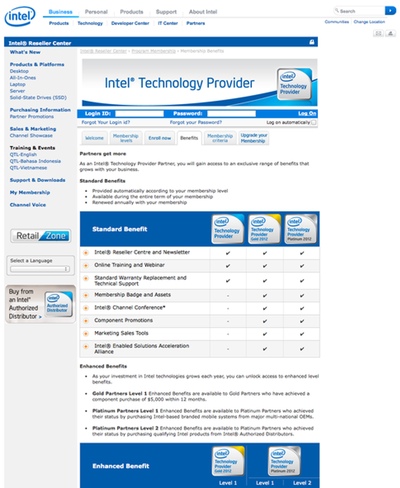 intel
Business Personal Products Support About Intel
Search
Products Technology Developer Center IT Center Partners
Communities Change Location
Intel® Reseller Center
What's New
Products & Platforms
Desktop
All-In-Ones
Laptop
Server
Solid-State Drives (SSD)
Purchasing Information
Partner Promotions
Sales & Marketing
Channel Showcase
Training & Events
QTL-English
QTL-Bahasa Indonesia
QTL-Vietnamese
Support & Downloads
My Membership
Channel Voice
Retail Zone
Select a Language
Buy from
an Intel®
Authorized
Distributor >
Authorized
Distributor
Intel® Reseller Center > Program Membership > Membership Benefits
Intel® Technology Provider
Technology
Provider
Login ID: Password: Log On
Forgot Your Login id? Forgot your Password? Log on automatically
Welcome
Membership
levels
Enroll now
Benefits
Membership
criteria
Upgrade your
Membership
Partners get more
As an Intel® Technology Provider Partner, you will gain access to an exclusive range of benefits that
grows with your business.
Standard Benefits
• Provided automatically according to your membership level
• Available during the entire term of your membership
• Renewed annually with your membership
Standard Benefit
Technology
Provider
Technology
Provider
Gold 2012
Technology
Provider
Platinum 2012
Intel® Reseller Centre and Newsletter ✔ ✔ ✔
Online Training and Webinar ✔ ✔ ✔
Standard Warranty Replacement and
Technical Support ✔ ✔ ✔
Membership Badge and Assets - ✔ ✔
Intel® Channel Conference* - ✔ ✔
Component Promotions - ✔ ✔
Marketing Sales Tools - ✔ ✔
Intel® Enabled Solutions Acceleration
Alliance - ✔ ✔
Enhanced Benefits
• As your investment in Intel technologies grows each year, you can unlock access to enhanced level
benefits.
• Gold Partners Level 1 Enhanced Benefits are available to Gold Partners who have achieved a
component purchase of $5,000 within 12 months.
• Platinum Partners Level 1 Enhanced Benefits are available to Platinum Partners who achieved
their status by purchasing Intel-based branded mobile systems from major multi-national OEMs.
• Platinum Partners Level 2 Enhanced Benefits are available to Platinum Partners who achieved
their status by purchasing qualifying Intel products from Intel® Authorized Distributors.
Enhanced Benefit
Technology
Provider
Gold 2012
Technology
Provider
Platinum 2012
Level 1 Level 1 Level 2